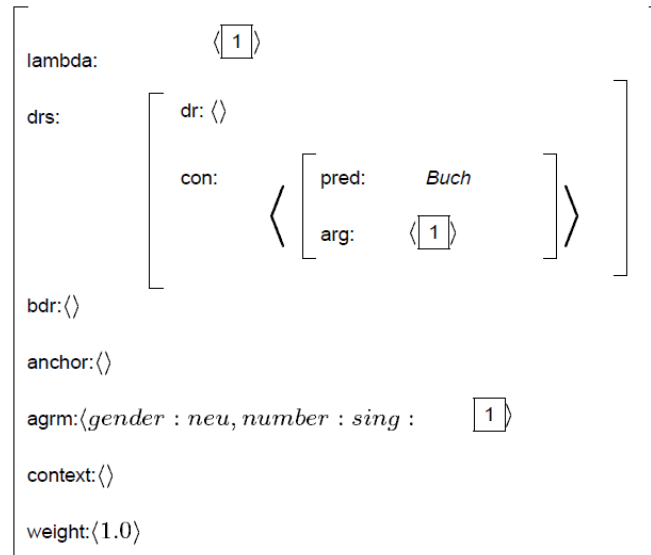 lambda: ⟨ 1 ⟩
drs: dr: ⟨⟩
con: ⟨ pred: Buch
arg: ⟨ 1 ⟩ ⟩
bdr:⟨⟩
anchor:⟨⟩
agrm:⟨gender : neu, number : sing : 1 ⟩
context:⟨⟩
weight:⟨1.0⟩